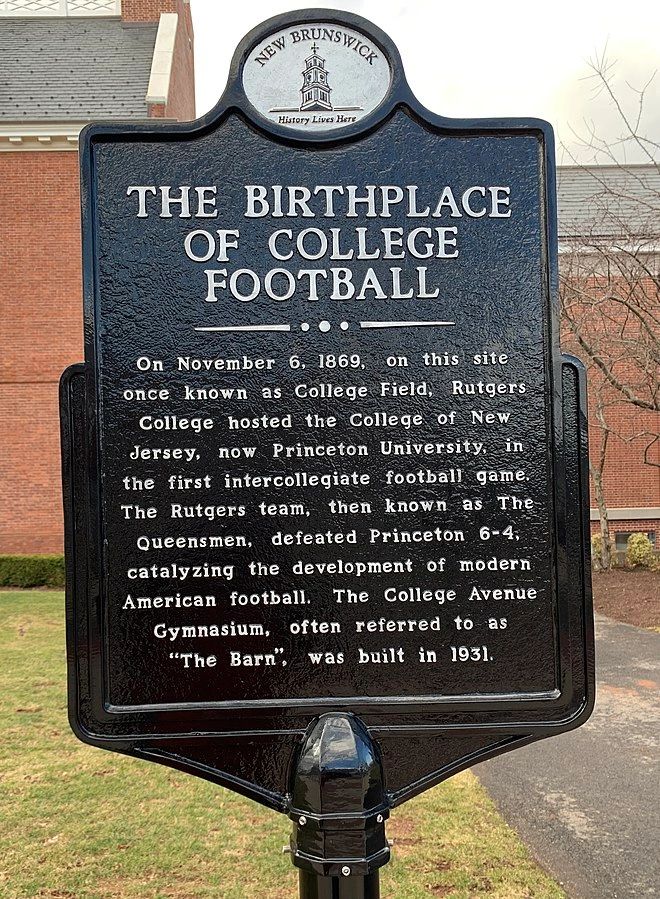 NEW BRUNSWICK
History Lives Here
THE BIRTHPLACE
OF COLLEGE
FOOTBALL
On November 6, 1869, on this site
once known as College Field, Rutgers
College hosted the College of New
Jersey, now Princeton University, in
the first intercollegiate football game.
The Rutgers team, then known as The
Queensmen, defeated Princeton 6-4,
catalyzing the development of modern
American football. The College Avenue
Gymnasium, often referred to as
“The Barn”, was built in 1931.